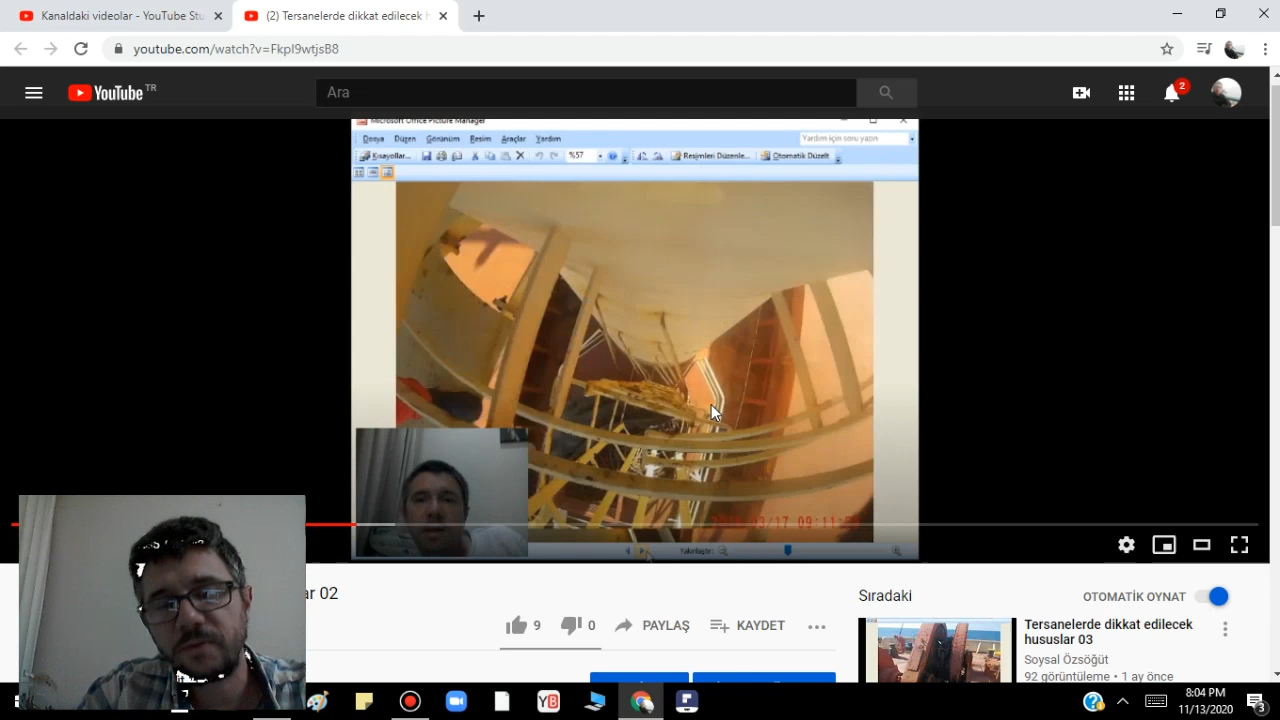 Kanaldaki videolar - YouTube Stu
(2) Tersanelerde dikkat edilecek h
youtube.com/watch?v=FkpI9wtjsB8
YouTube TR
Ara
2
Microsoft Office Picture Manager
Dosya Düzen Görünüm Resim Araçlar Yardım
Yardım için soru yazın
Kısayollar...
%57
Resimleri Düzenle...
Otomatik Düzelt
Yakınlaştır:
ar 02
9
0
PAYLAŞ
KAYDET
Sıradaki
OTOMATİK OYNAT
Tersanelerde dikkat edilecek
hususlar 03
Soysal Özsöğüt
92 görüntüleme • 1 ay önce
8:04 PM
11/13/2020
3